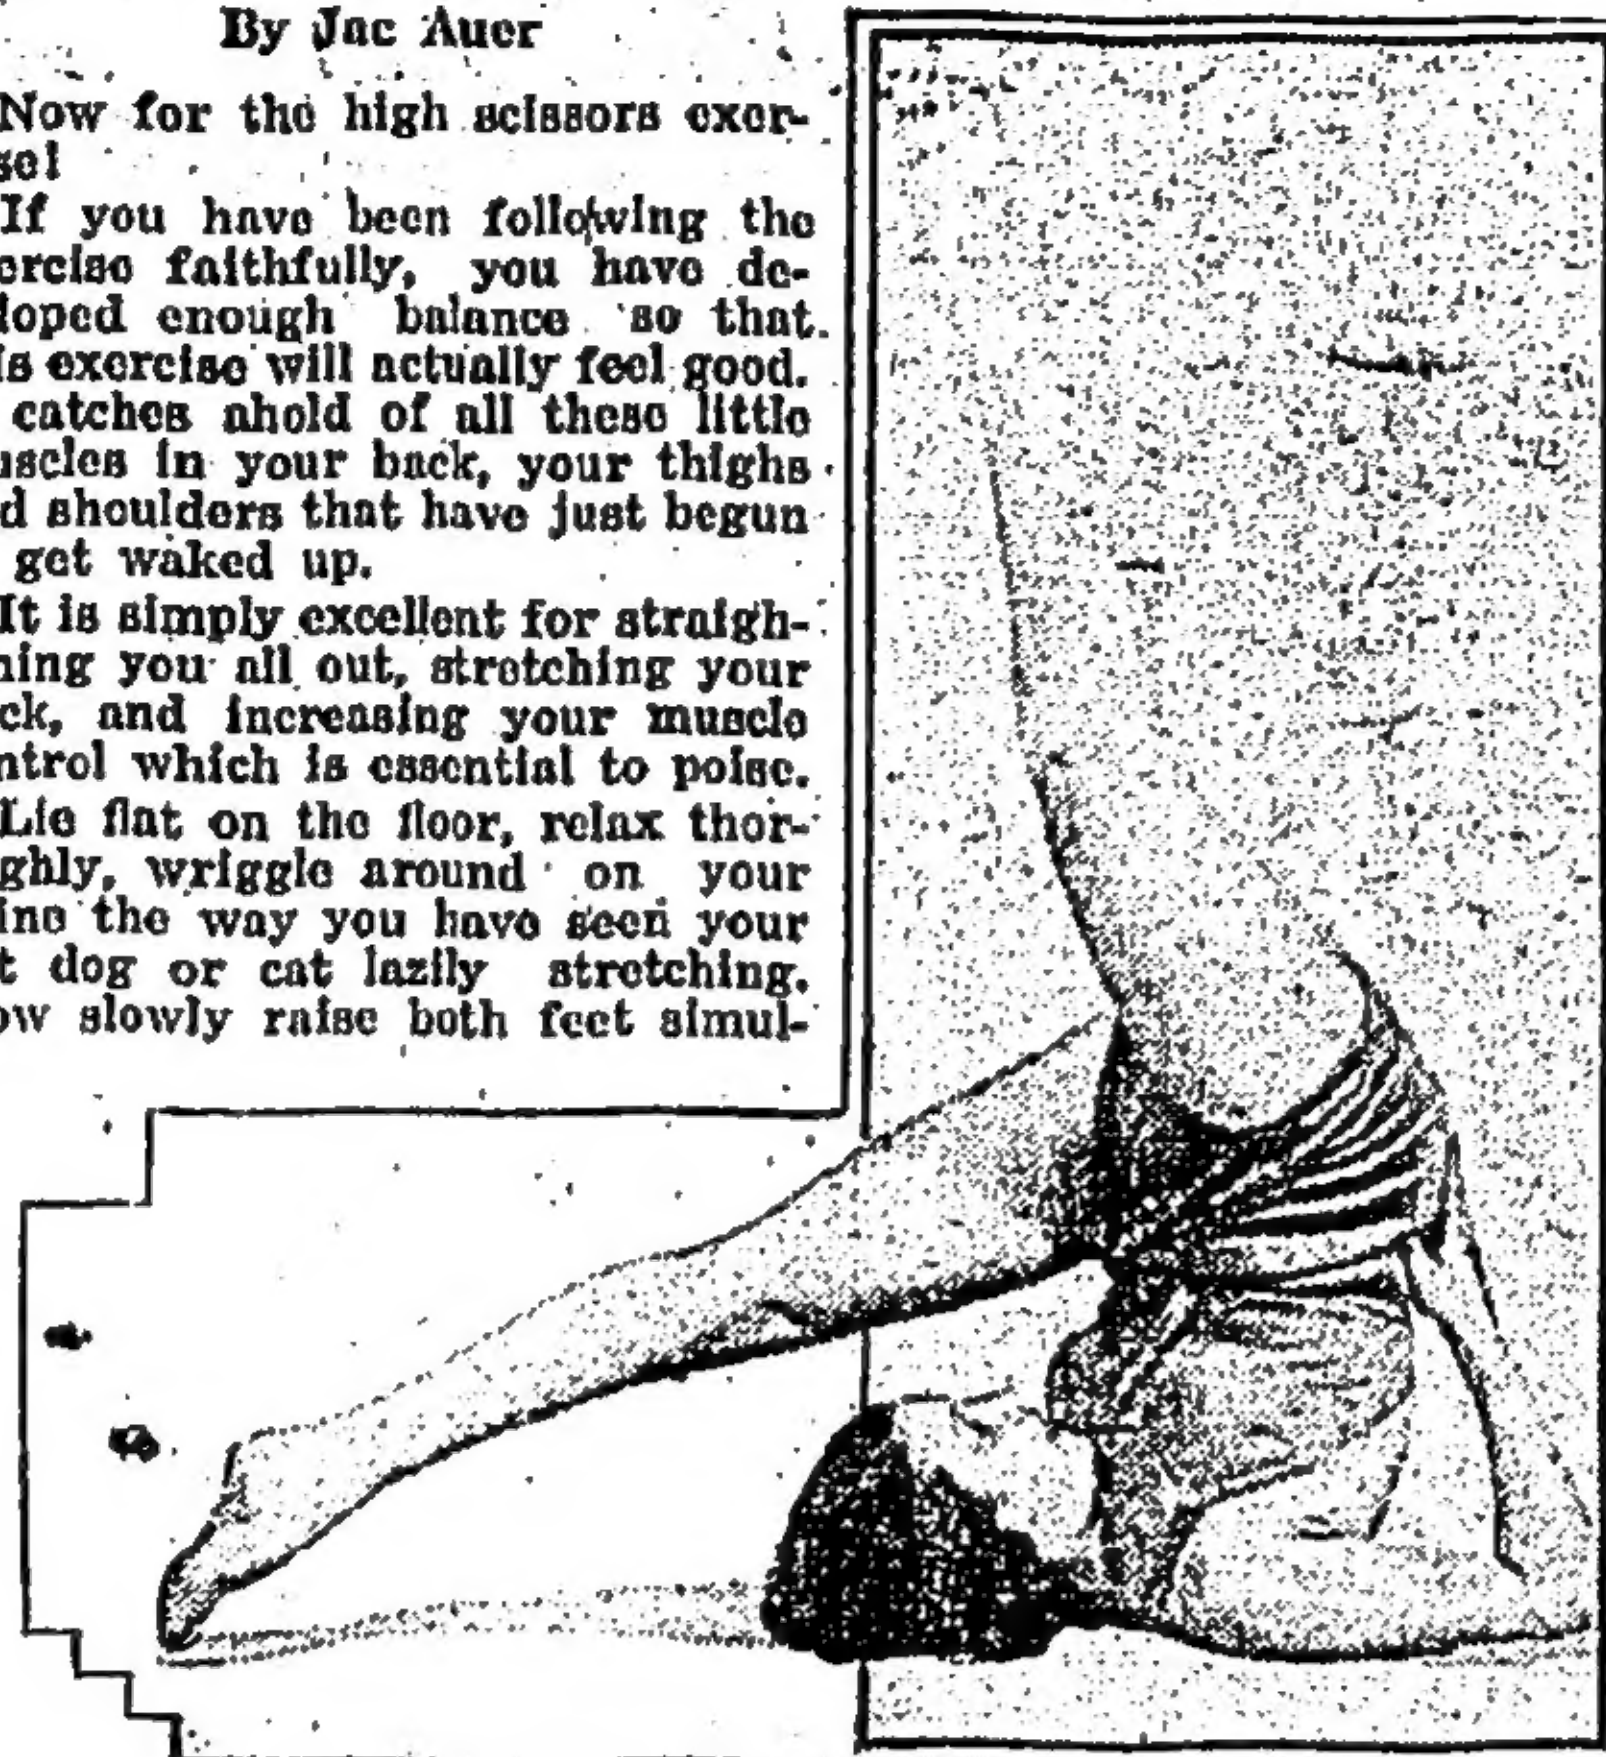 By Jac Auer
Now for the high scissors exer-
se!
If you have been following the
ercise faithfully, you have de-
loped enough balance so that
is exercise will actually feel good.
catches ahold of all these little
uscles in your back, your thighs
d shoulders that have just begun
get waked up.
It is simply excellent for straigh-
ning you all out, stretching your
ck, and increasing your muscle
ntrol which is essential to poise.
Lie flat on the floor, relax thor-
ghly, wriggle around on your
ine the way you have seen your
t dog or cat lazily stretching.
ow slowly raise both feet simul-